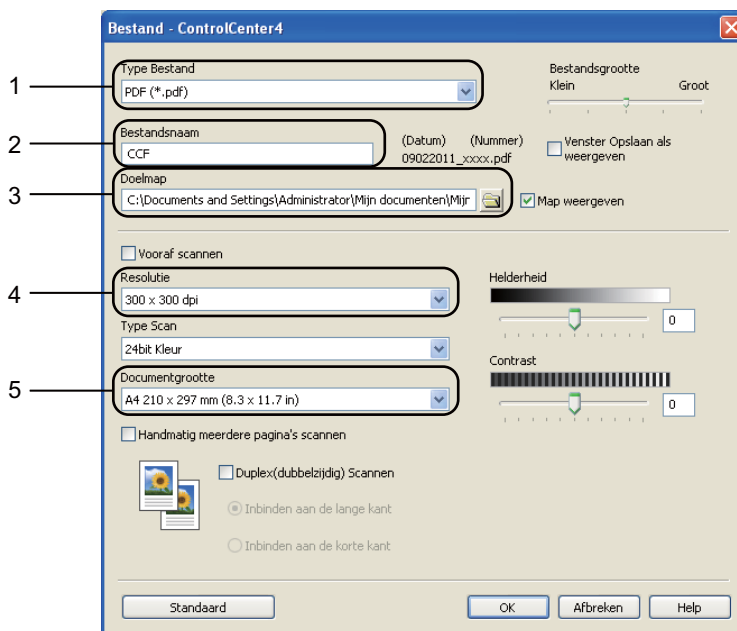 Bestand - ControlCenter4
1
Type Bestand
PDF (*.pdf)
Bestandsgrootte
Klein Groot
2
Bestandsnaam
CCF
(Datum) (Nummer)
09022011_xxxx.pdf
Venster Opslaan als
weergeven
3
Doelmap
C:\Documents and Settings\Administrator\Mijn documenten\Mijr
Map weergeven
Vooraf scannen
4
Resolutie
300 x 300 dpi
Helderheid
0
Type Scan
24bit Kleur
Contrast
0
5
Documentgrootte
A4 210 x 297 mm (8.3 x 11.7 in)
Handmatig meerdere pagina's scannen
Duplex(dubbelzijdig) Scannen
Inbinden aan de lange kant
Inbinden aan de korte kant
Standaard OK Afbreken Help